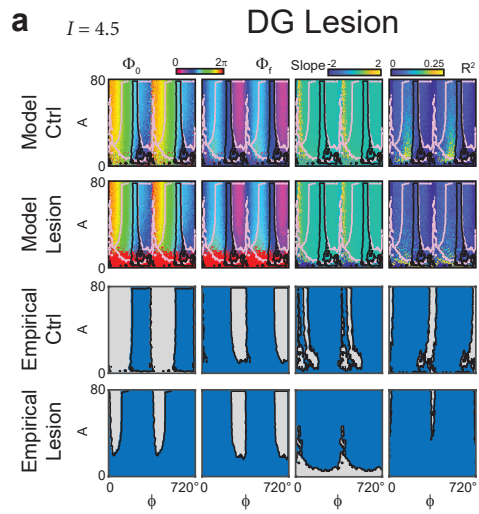 a
I = 4.5
DG Lesion
Φ0 0 2π Φf Slope -2 2 0 0.25 R²
Model Ctrl
A
80
0
Model Lesion
A
80
0
Empirical Ctrl
A
80
0
Empirical Lesion
A
80
0
0 720° 0 720° 0 720° 0 720°
ϕ ϕ ϕ ϕ